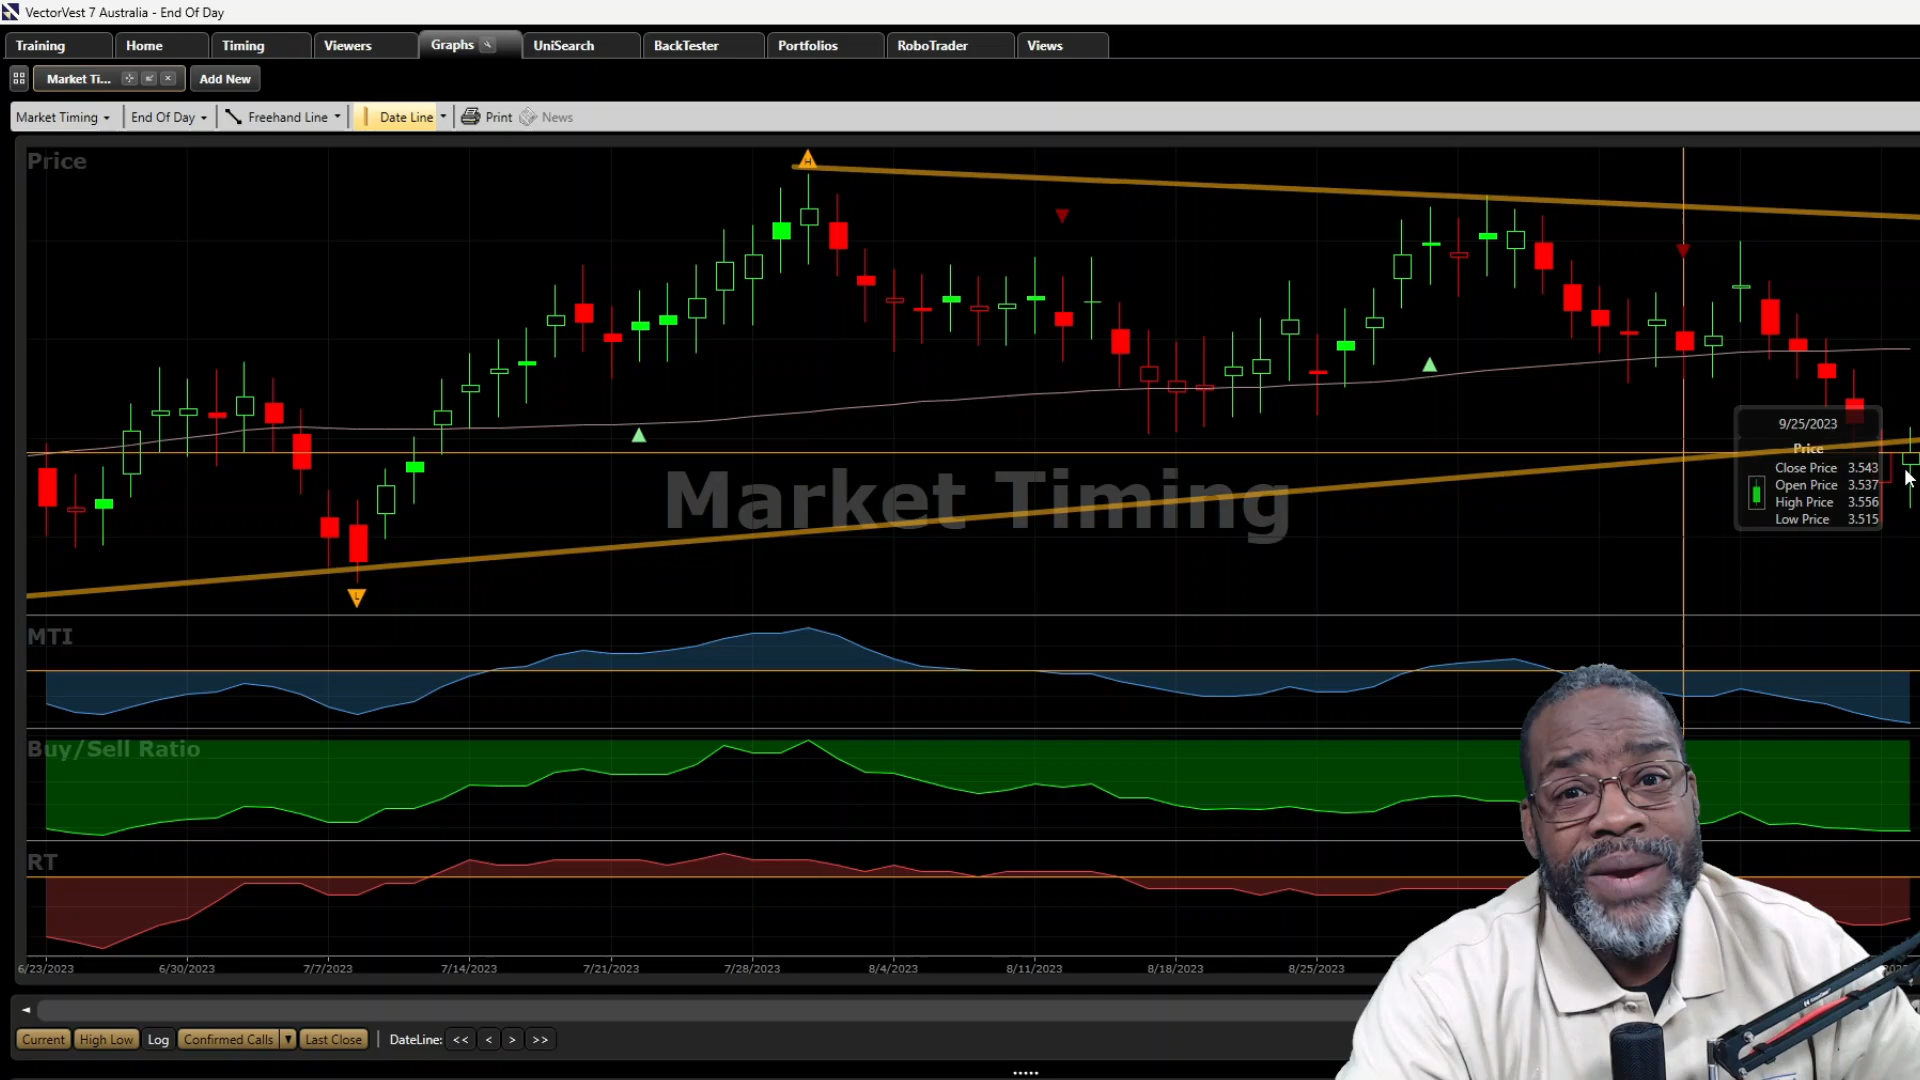 VectorVest 7 Australia - End Of Day
Training Home Timing Viewers Graphs UniSearch BackTester Portfolios RoboTrader Views
Market Ti... Add New
Market Timing End Of Day Freehand Line Date Line Print News
Price
H
9/25/2023
Price
Close Price 3.543
Open Price 3.537
High Price 3.556
Low Price 3.515
Market Timing
L
MTI
Buy/Sell Ratio
RT
6/23/2023 6/30/2023 7/7/2023 7/14/2023 7/21/2023 7/28/2023 8/4/2023 8/11/2023 8/18/2023 8/25/2023
Current High Low Log Confirmed Calls Last Close DateLine: << < > >>